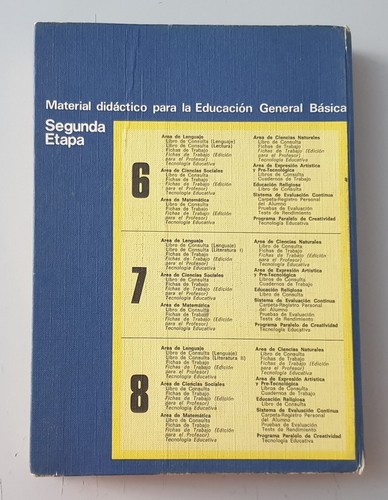 Material didáctico para la Educación General Básica
Segunda
Etapa
6
Area de Lenguaje
Libro de Consulta (Lenguaje)
Libro de Consulta (Lectura)
Fichas de Trabajo
Fichas de Trabajo (Edición
para el Profesor)
Tecnología Educativa
Area de Ciencias Sociales
Libro de Consulta
Fichas de Trabajo
Fichas de Trabajo (Edición
para el Profesor)
Tecnología Educativa
Area de Matemática
Libro de Consulta
Fichas de Trabajo
Fichas de Trabajo (Edición
para el Profesor)
Tecnología Educativa
Area de Ciencias Naturales
Libro de Consulta
Fichas de Trabajo
Fichas de Trabajo (Edición
para el Profesor)
Tecnología Educativa
Area de Expresión Artística
y Pre-Tecnológica
Libros de Consulta
Cuadernos de Trabajo
Educación Religiosa
Libro de Consulta
Sistema de Evaluación Continua
Carpeta-Registro Personal
del Alumno
Pruebas de Evaluación
Tests de Rendimiento
Programa Paralelo de Creatividad
Tecnología Educativa
7
Area de Lenguaje
Libro de Consulta (Lenguaje)
Libro de Consulta (Literatura I)
Fichas de Trabajo
Fichas de Trabajo (Edición
para el Profesor)
Tecnología Educativa
Area de Ciencias Sociales
Libro de Consulta
Fichas de Trabajo
Fichas de Trabajo (Edición
para el Profesor)
Tecnología Educativa
Area de Matemática
Libro de Consulta
Fichas de Trabajo
Fichas de Trabajo (Edición
para el Profesor)
Tecnología Educativa
Area de Ciencias Naturales
Libro de Consulta
Fichas de Trabajo
Fichas de Trabajo (Edición
para el Profesor)
Tecnología Educativa
Area de Expresión Artística
y Pre-Tecnológica
Libros de Consulta
Cuadernos de Trabajo
Educación Religiosa
Libro de Consulta
Sistema de Evaluación Continua
Carpeta-Registro Personal
del Alumno
Pruebas de Evaluación
Tests de Rendimiento
Programa Paralelo de Creatividad
Tecnología Educativa
8
Area de Lenguaje
Libro de Consulta (Lenguaje)
Libro de Consulta (Literatura II)
Fichas de Trabajo
Fichas de Trabajo (Edición
para el Profesor)
Tecnología Educativa
Area de Ciencias Sociales
Libro de Consulta
Fichas de Trabajo
Fichas de Trabajo (Edición
para el Profesor)
Tecnología Educativa
Area de Matemática
Libro de Consulta
Fichas de Trabajo
Fichas de Trabajo (Edición
para el Profesor)
Tecnología Educativa
Area de Ciencias Naturales
Libro de Consulta
Fichas de Trabajo
Fichas de Trabajo (Edición
para el Profesor)
Tecnología Educativa
Area de Expresión Artística
y Pre-Tecnológica
Libros de Consulta
Cuadernos de Trabajo
Educación Religiosa
Libro de Consulta
Sistema de Evaluación Continua
Carpeta-Registro Personal
del Alumno
Pruebas de Evaluación
Tests de Rendimiento
Programa Paralelo de Creatividad
Tecnología Educativa